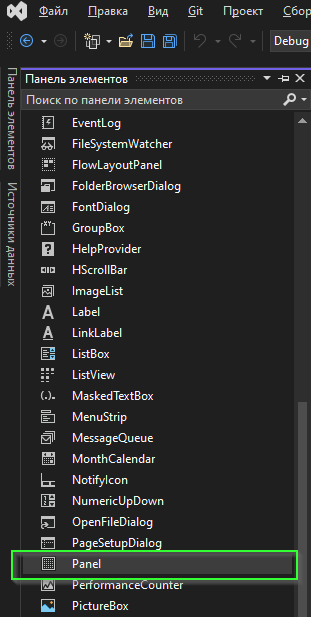 Файл Вид Git Проект Сбор
Debug
Панель элементов
Источники данных
Панель элементов
Поиск по панели элементов
EventLog
FileSystemWatcher
FlowLayoutPanel
FolderBrowserDialog
FontDialog
GroupBox
HelpProvider
HScrollBar
ImageList
Label
LinkLabel
ListBox
ListView
MaskedTextBox
MenuStrip
MessageQueue
MonthCalendar
NotifyIcon
NumericUpDown
OpenFileDialog
PageSetupDialog
Panel
PerformanceCounter
PictureBox